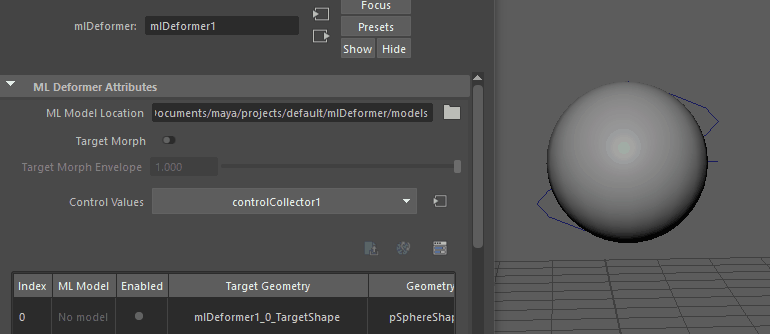 Focus
mlDeformer: mlDeformer1
Presets
Show Hide
ML Deformer Attributes
ML Model Location ocuments/maya/projects/default/mlDeformer/models
Target Morph
Target Morph Envelope 1.000
Control Values controlCollector1
Index ML Model Enabled Target Geometry Geometry
0 No model mlDeformer1_0_TargetShape pSphereShap